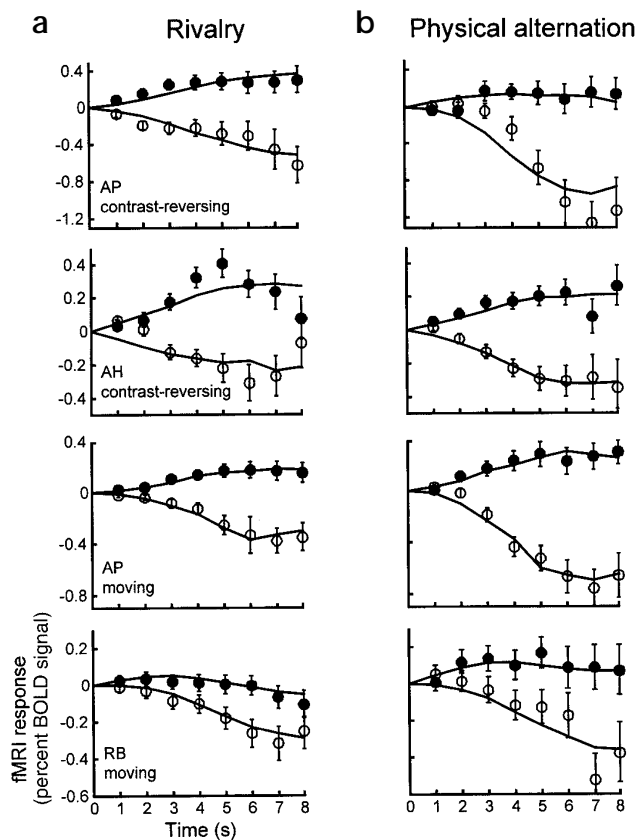 a Rivalry
b Physical alternation
0.4
0
-0.4
-0.8
-1.2
AP
contrast-reversing
0.4
0.2
0
-0.2
-0.4
AH
contrast-reversing
0.4
0
-0.4
-0.8
AP
moving
0.4
0.2
0
-0.2
-0.4
-0.6
RB
moving
fMRI response
(percent BOLD signal)
0 1 2 3 4 5 6 7 8
Time (s)
0 1 2 3 4 5 6 7 8